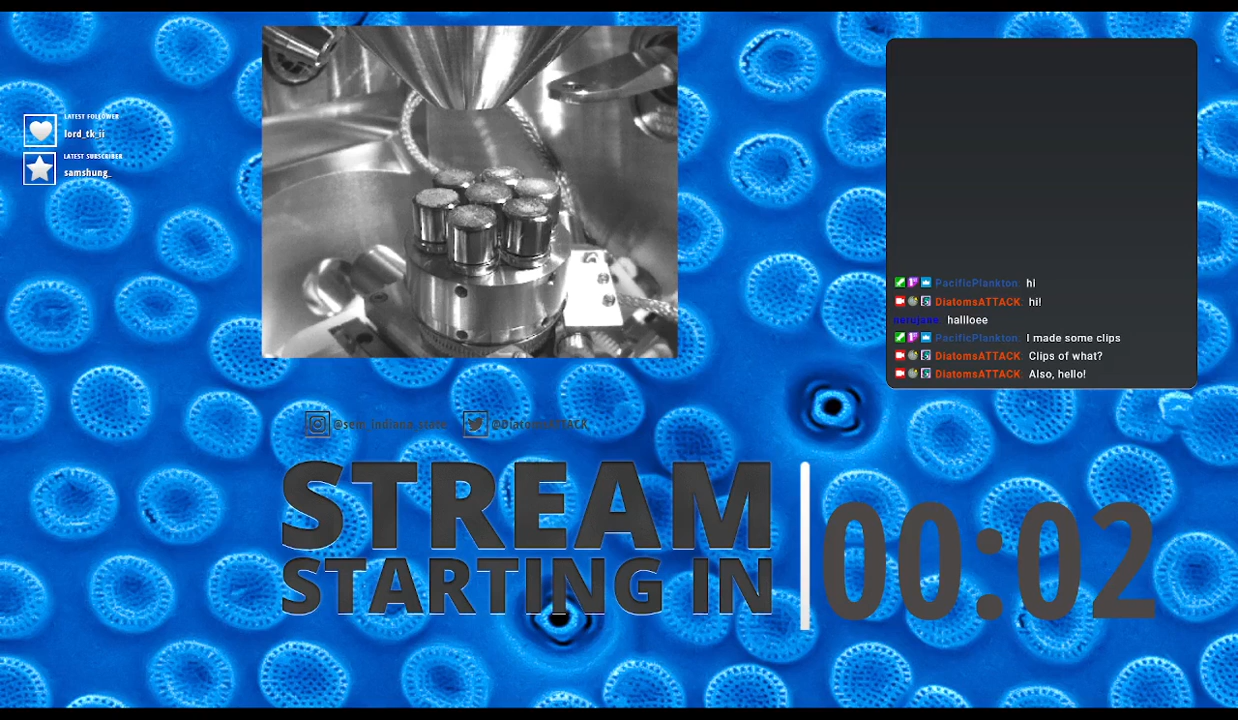 LATEST FOLLOWER
lord_tk_ii
LATEST SUBSCRIBER
samshung_
PacificPlankton: hi
DiatomsATTACK: hi!
nerujane: hallloee
PacificPlankton: I made some clips
DiatomsATTACK: Clips of what?
DiatomsATTACK: Also, hello!
@sem_indiana_state
@DiatomsATTACK
STREAM
STARTING IN
00:02